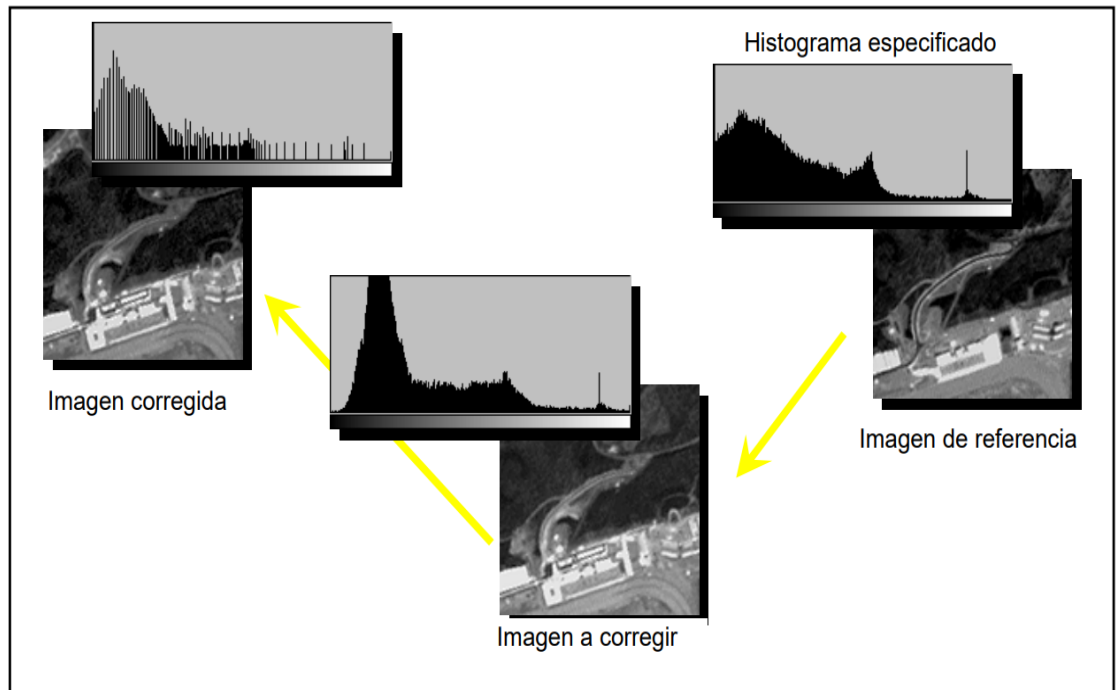 Histograma especificado
Imagen corregida
Imagen de referencia
Imagen a corregir